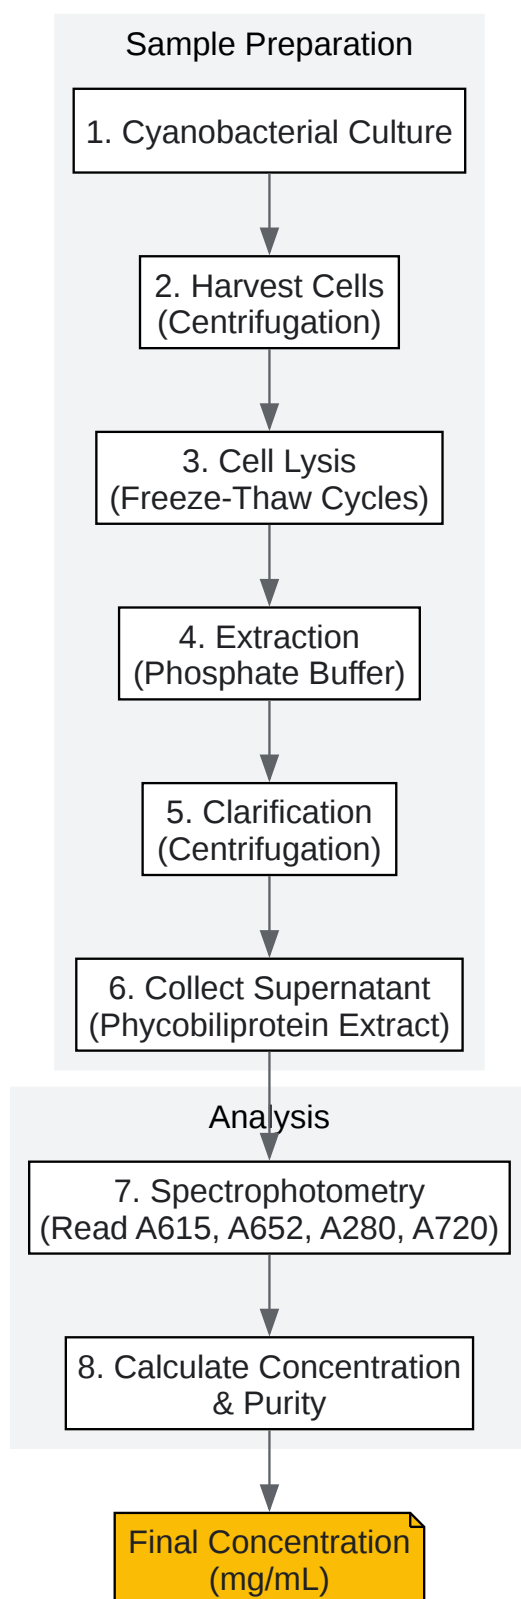 Sample Preparation
1. Cyanobacterial Culture
2. Harvest Cells
(Centrifugation)
3. Cell Lysis
(Freeze-Thaw Cycles)
4. Extraction
(Phosphate Buffer)
5. Clarification
(Centrifugation)
6. Collect Supernatant
(Phycobiliprotein Extract)
Analysis
7. Spectrophotometry
(Read A615, A652, A280, A720)
8. Calculate Concentration
& Purity
Final Concentration
(mg/mL)